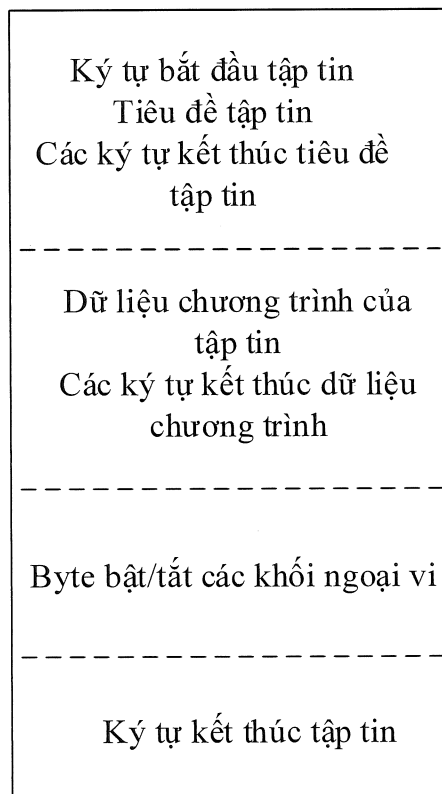 Ký tự bắt đầu tập tin
Tiêu đề tập tin
Các ký tự kết thúc tiêu đề
tập tin
Dữ liệu chương trình của
tập tin
Các ký tự kết thúc dữ liệu
chương trình
Byte bật/tắt các khối ngoại vi
Ký tự kết thúc tập tin